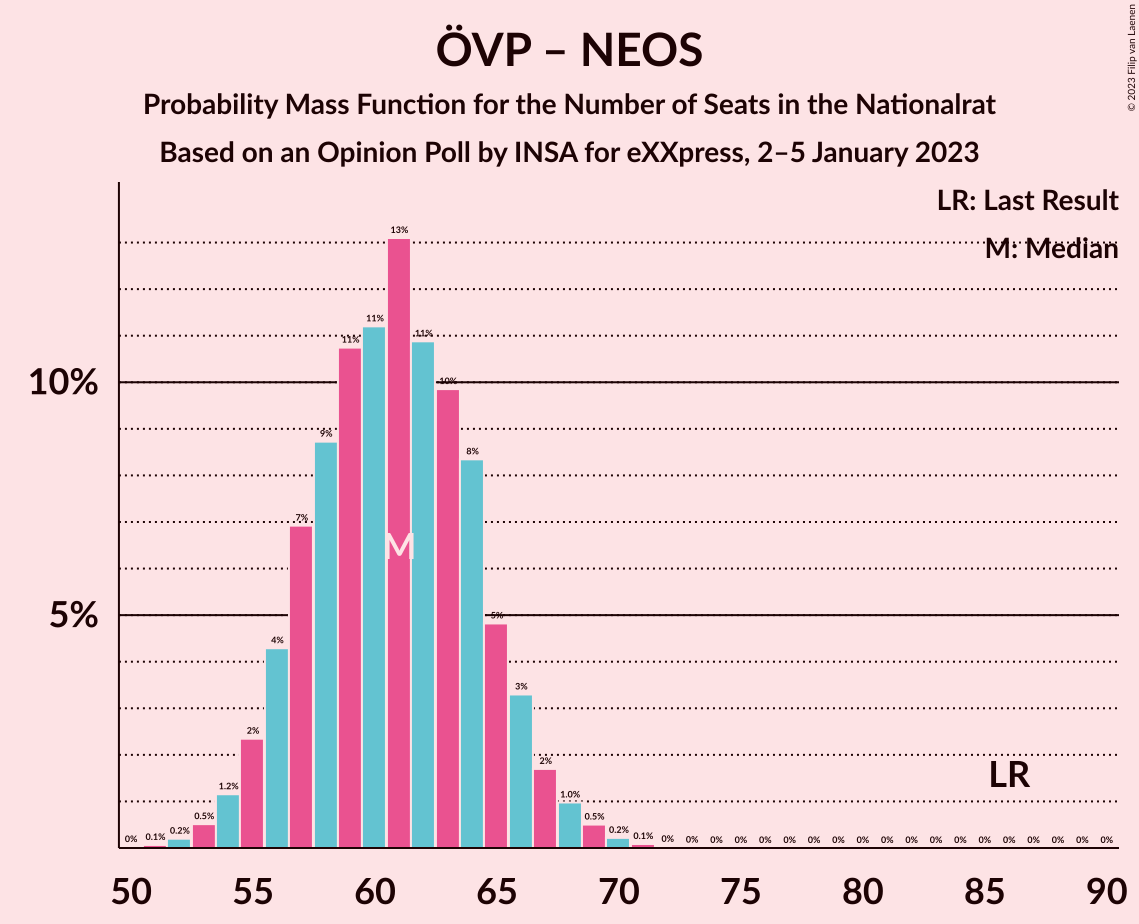 ÖVP – NEOS
Probability Mass Function for the Number of Seats in the Nationalrat
Based on an Opinion Poll by INSA for eXXpress, 2–5 January 2023
© 2023 Filip van Laenen
LR: Last Result
M: Median
10%
5%
0% 0.1% 0.2% 0.5% 1.2% 2% 4% 7% 9% 11% 11% 13% 11% 10% 8% 5% 3% 2% 1.0% 0.5% 0.2% 0.1% 0% 0% 0% 0% 0% 0% 0% 0% 0% 0% 0% 0% 0% 0% 0% 0% 0% 0% 0%
M
LR
50 55 60 65 70 75 80 85 90